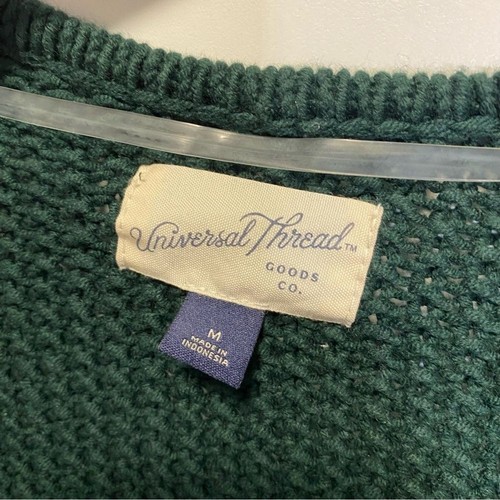 Universal Thread™
GOODS
CO.
M
MADE IN
INDONESIA